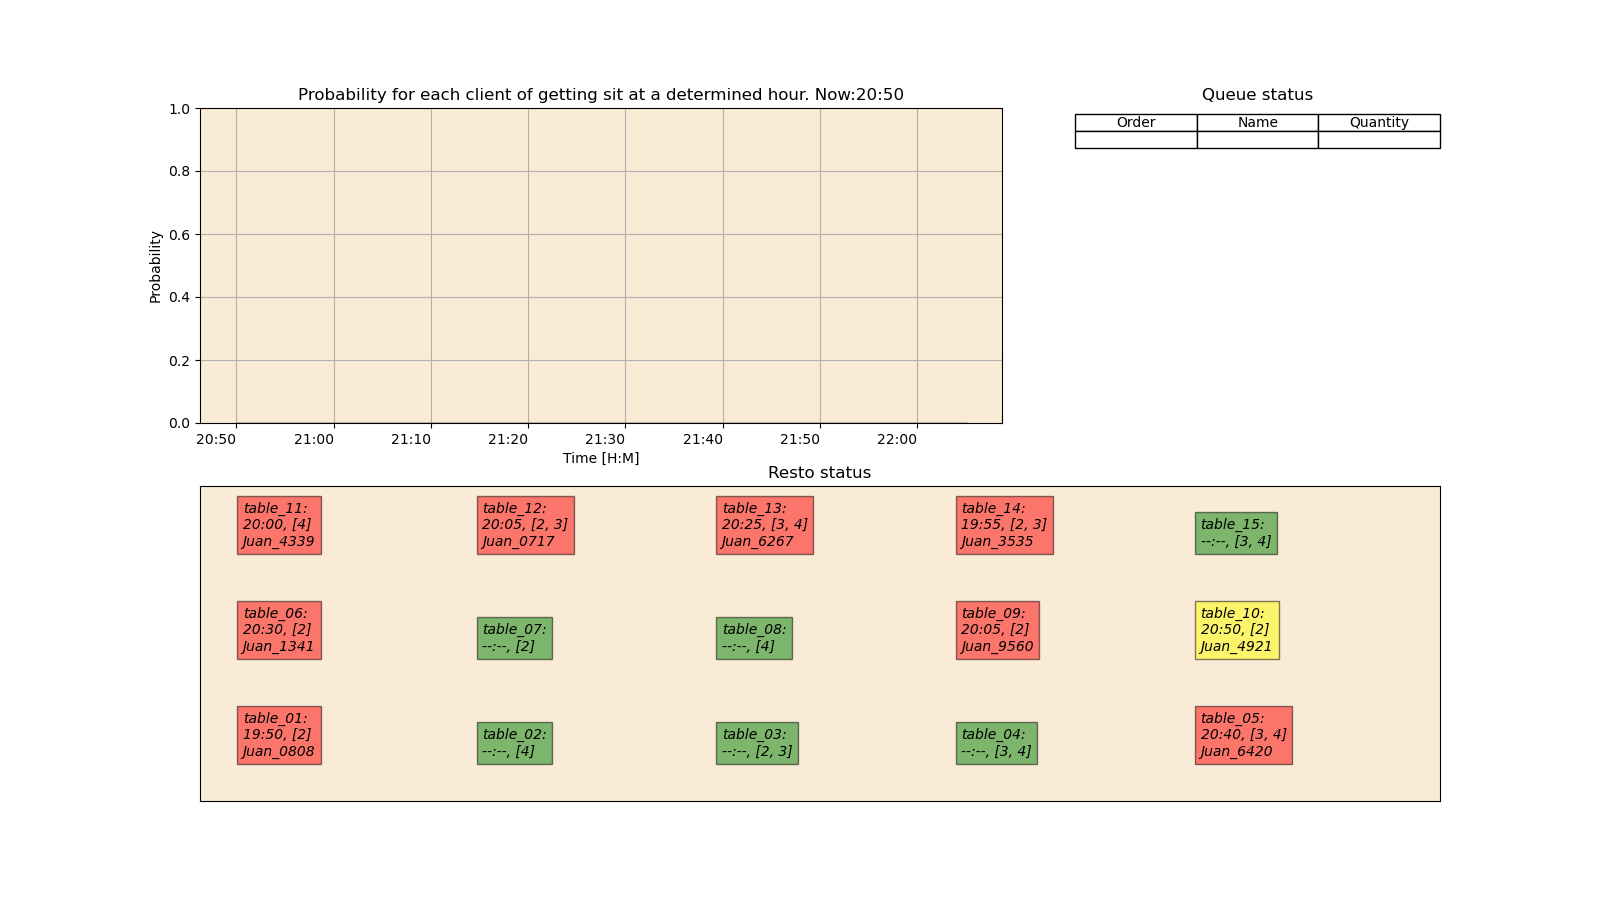 Probability for each client of getting sit at a determined hour. Now:20:50
1.0
0.8
0.6
0.4
0.2
0.0
Probability
20:50 21:00 21:10 21:20 21:30 21:40 21:50 22:00
Time [H:M]
Queue status
Order Name Quantity
Resto status
table_11:
20:00, [4]
Juan_4339
table_12:
20:05, [2, 3]
Juan_0717
table_13:
20:25, [3, 4]
Juan_6267
table_14:
19:55, [2, 3]
Juan_3535
table_15:
--:--, [3, 4]
table_06:
20:30, [2]
Juan_1341
table_07:
--:--, [2]
table_08:
--:--, [4]
table_09:
20:05, [2]
Juan_9560
table_10:
20:50, [2]
Juan_4921
table_01:
19:50, [2]
Juan_0808
table_02:
--:--, [4]
table_03:
--:--, [2, 3]
table_04:
--:--, [3, 4]
table_05:
20:40, [3, 4]
Juan_6420